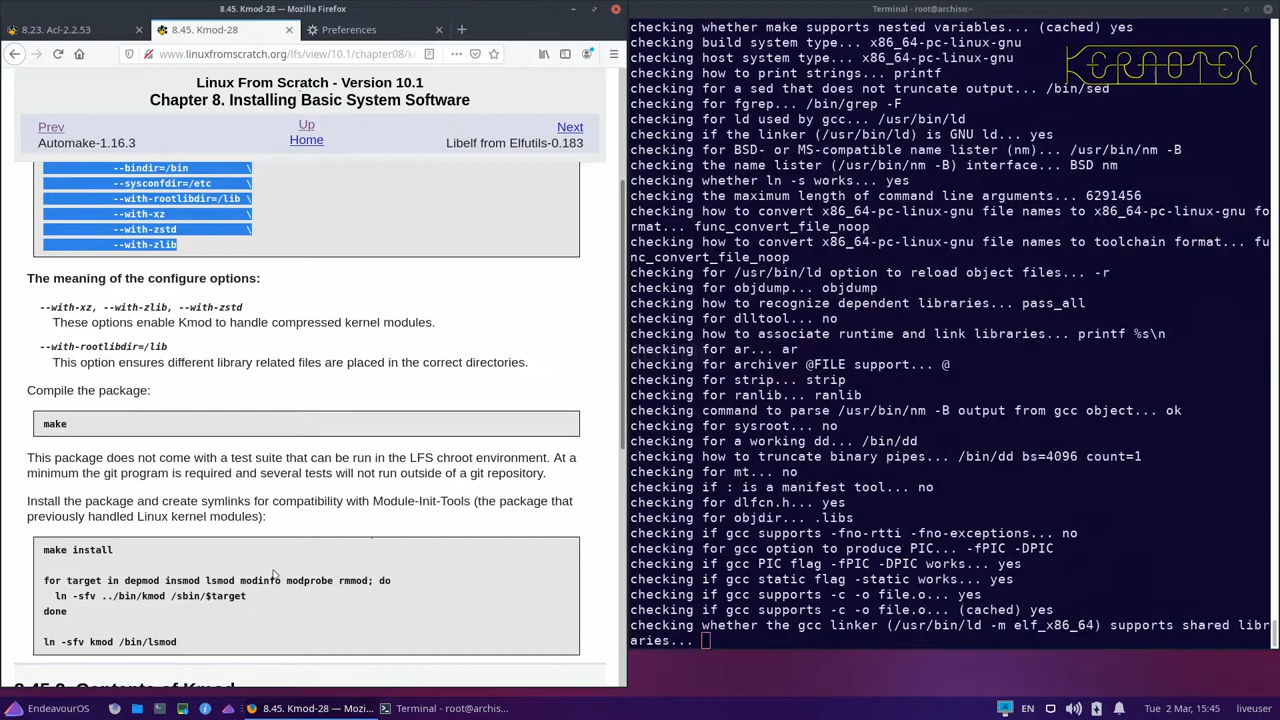 8.45. Kmod-28 — Mozilla Firefox
8.23. Acl-2.2.53
8.45. Kmod-28
Preferences
www.linuxfromscratch.org/lfs/view/10.1/chapter08/k
Linux From Scratch - Version 10.1
Chapter 8. Installing Basic System Software
Prev
Up
Next
Automake-1.16.3
Home
Libelf from Elfutils-0.183
--bindir=/bin \
--sysconfdir=/etc \
--with-rootlibdir=/lib \
--with-xz \
--with-zstd \
--with-zlib
The meaning of the configure options:
--with-xz, --with-zlib, --with-zstd
These options enable Kmod to handle compressed kernel modules.
--with-rootlibdir=/lib
This option ensures different library related files are placed in the correct directories.
Compile the package:
make
This package does not come with a test suite that can be run in the LFS chroot environment. At a
minimum the git program is required and several tests will not run outside of a git repository.
Install the package and create symlinks for compatibility with Module-Init-Tools (the package that
previously handled Linux kernel modules):
make install
for target in depmod insmod lsmod modinfo modprobe rmmod; do
ln -sfv ../bin/kmod /sbin/$target
done
ln -sfv kmod /bin/lsmod
8.45.2. Contents of Kmod
Terminal - root@archiso:~
KERNOTEX
checking whether make supports nested variables... (cached) yes
checking build system type... x86_64-pc-linux-gnu
checking host system type... x86_64-pc-linux-gnu
checking how to print strings... printf
checking for a sed that does not truncate output... /bin/sed
checking for fgrep... /bin/grep -F
checking for ld used by gcc... /usr/bin/ld
checking if the linker (/usr/bin/ld) is GNU ld... yes
checking for BSD- or MS-compatible name lister (nm)... /usr/bin/nm -B
checking the name lister (/usr/bin/nm -B) interface... BSD nm
checking whether ln -s works... yes
checking the maximum length of command line arguments... 6291456
checking how to convert x86_64-pc-linux-gnu file names to x86_64-pc-linux-gnu fo
rmat... func_convert_file_noop
checking how to convert x86_64-pc-linux-gnu file names to toolchain format... fu
nc_convert_file_noop
checking for /usr/bin/ld option to reload object files... -r
checking for objdump... objdump
checking how to recognize dependent libraries... pass_all
checking for dlltool... no
checking how to associate runtime and link libraries... printf %s\n
checking for ar... ar
checking for archiver @FILE support... @
checking for strip... strip
checking for ranlib... ranlib
checking command to parse /usr/bin/nm -B output from gcc object... ok
checking for sysroot... no
checking for a working dd... /bin/dd
checking how to truncate binary pipes... /bin/dd bs=4096 count=1
checking for mt... no
checking if : is a manifest tool... no
checking for dlfcn.h... yes
checking for objdir... .libs
checking if gcc supports -fno-rtti -fno-exceptions... no
checking for gcc option to produce PIC... -fPIC -DPIC
checking if gcc PIC flag -fPIC -DPIC works... yes
checking if gcc static flag -static works... yes
checking if gcc supports -c -o file.o... yes
checking if gcc supports -c -o file.o... (cached) yes
checking whether the gcc linker (/usr/bin/ld -m elf_x86_64) supports shared libr
aries...
EndeavourOS
8.45. Kmod-28 — Mozi...
Terminal - root@archis...
EN
Tue 2 Mar, 15:45
liveuser